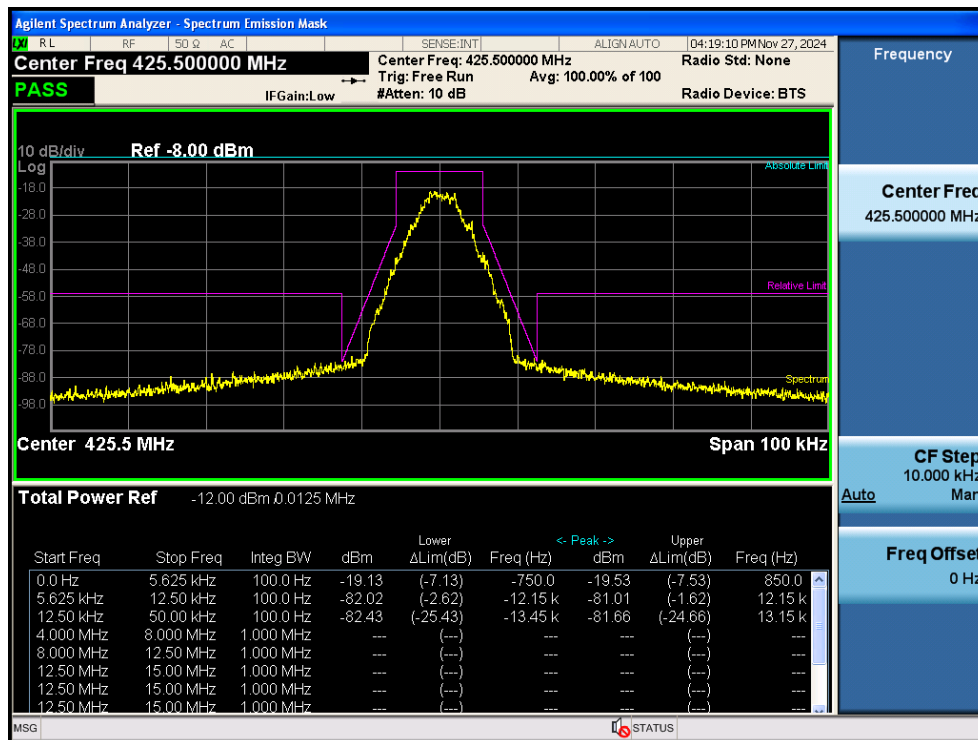 Agilent Spectrum Analyzer - Spectrum Emission Mask
LXI RL RF 50 Ω AC SENSE:INT ALIGNAUTO 04:19:10 PM Nov 27, 2024
Center Freq 425.500000 MHz
Center Freq: 425.500000 MHz Radio Std: None
Trig: Free Run Avg: 100.00% of 100
PASS IFGain:Low #Atten: 10 dB Radio Device: BTS
10 dB/div Ref -8.00 dBm
Log
Absolute Limit
-18.0
-28.0
-38.0
-48.0
-58.0
Relative Limit
-78.0
-88.0
Spectrum
-98.0
Center 425.5 MHz Span 100 kHz
Total Power Ref -12.00 dBm / 0.0125 MHz
Lower <- Peak -> Upper
Start Freq Stop Freq Integ BW dBm ΔLim(dB) Freq (Hz) dBm ΔLim(dB) Freq (Hz)
0.0 Hz 5.625 kHz 100.0 Hz -19.13 (-7.13) -750.0 -19.53 (-7.53) 850.0
5.625 kHz 12.50 kHz 100.0 Hz -82.02 (-2.62) -12.15 k -81.01 (-1.62) 12.15 k
12.50 kHz 50.00 kHz 100.0 Hz -82.43 (-25.43) -13.45 k -81.66 (-24.66) 13.15 k
4.000 MHz 8.000 MHz 1.000 MHz --- (---) --- (---) ---
8.000 MHz 12.50 MHz 1.000 MHz --- (---) --- (---) ---
12.50 MHz 15.00 MHz 1.000 MHz --- (---) --- (---) ---
12.50 MHz 15.00 MHz 1.000 MHz --- (---) --- (---) ---
12.50 MHz 15.00 MHz 1.000 MHz --- (---) --- (---) ---
MSG STATUS
Frequency
Center Freq
425.500000 MHz
CF Step
10.000 kHz
Auto Man
Freq Offset
0 Hz